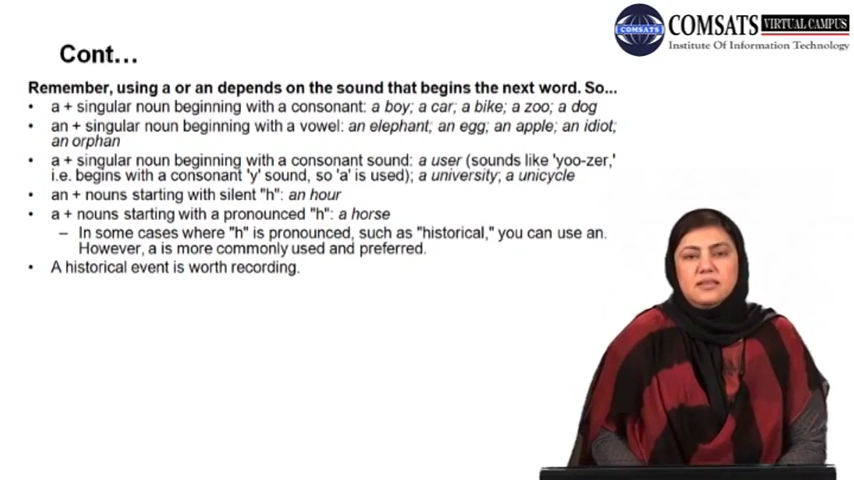 COMSATS VIRTUAL CAMPUS
COMSATS
Institute Of Information Technology
Cont…
Remember, using a or an depends on the sound that begins the next word. So...
• a + singular noun beginning with a consonant: a boy; a car; a bike; a zoo; a dog
• an + singular noun beginning with a vowel: an elephant; an egg; an apple; an idiot;
an orphan
• a + singular noun beginning with a consonant sound: a user (sounds like 'yoo-zer,'
i.e. begins with a consonant 'y' sound, so 'a' is used); a university; a unicycle
• an + nouns starting with silent "h": an hour
• a + nouns starting with a pronounced "h": a horse
– In some cases where "h" is pronounced, such as "historical," you can use an.
However, a is more commonly used and preferred.
• A historical event is worth recording.